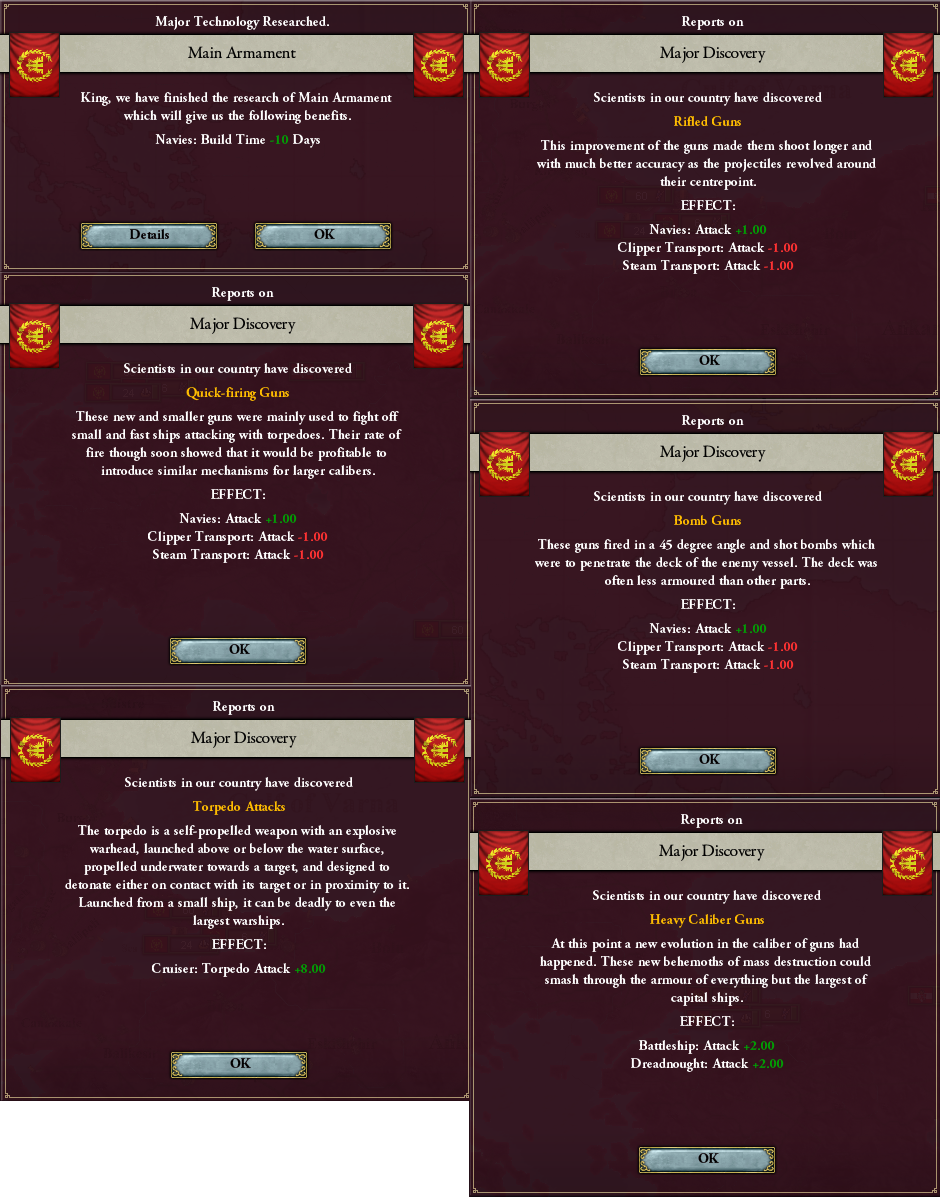 Major Technology Researched.
Main Armament
King, we have finished the research of Main Armament
which will give us the following benefits.
Navies: Build Time -10 Days
Details
OK
Reports on
Major Discovery
Scientists in our country have discovered
Quick-firing Guns
These new and smaller guns were mainly used to fight off
small and fast ships attacking with torpedoes. Their rate of
fire though soon showed that it would be profitable to
introduce similar mechanisms for larger calibers.
EFFECT:
Navies: Attack +1.00
Clipper Transport: Attack -1.00
Steam Transport: Attack -1.00
OK
Reports on
Major Discovery
Scientists in our country have discovered
Torpedo Attacks
The torpedo is a self-propelled weapon with an explosive
warhead, launched above or below the water surface,
propelled underwater towards a target, and designed to
detonate either on contact with its target or in proximity to it.
Launched from a small ship, it can be deadly to even the
largest warships.
EFFECT:
Cruiser: Torpedo Attack +8.00
OK
Reports on
Major Discovery
Scientists in our country have discovered
Rifled Guns
This improvement of the guns made them shoot longer and
with much better accuracy as the projectiles revolved around
their centrepoint.
EFFECT:
Navies: Attack +1.00
Clipper Transport: Attack -1.00
Steam Transport: Attack -1.00
OK
Reports on
Major Discovery
Scientists in our country have discovered
Bomb Guns
These guns fired in a 45 degree angle and shot bombs which
were to penetrate the deck of the enemy vessel. The deck was
often less armoured than other parts.
EFFECT:
Navies: Attack +1.00
Clipper Transport: Attack -1.00
Steam Transport: Attack -1.00
OK
Reports on
Major Discovery
Scientists in our country have discovered
Heavy Caliber Guns
At this point a new evolution in the caliber of guns had
happened. These new behemoths of mass destruction could
smash through the armour of everything but the largest of
capital ships.
EFFECT:
Battleship: Attack +2.00
Dreadnought: Attack +2.00
OK